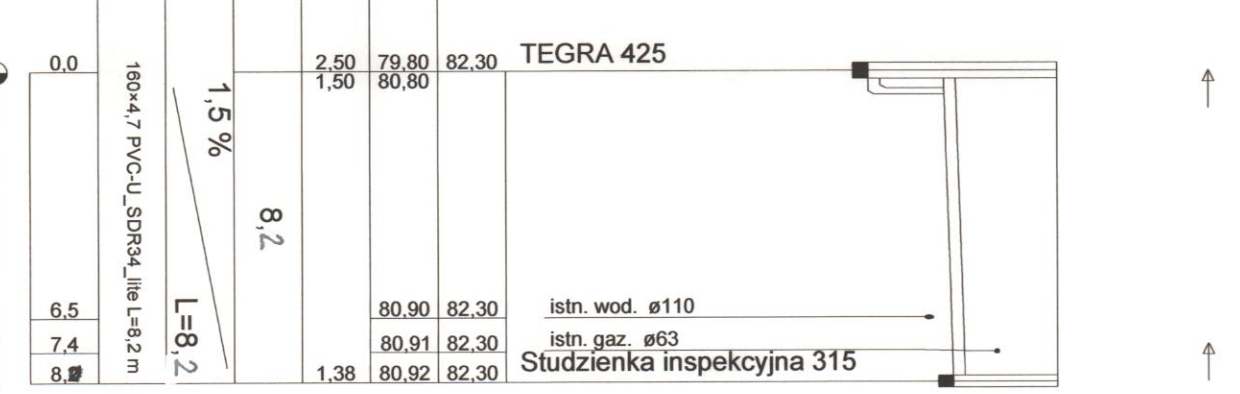 0,0
2,50 79,80 82,30 TEGRA 425
1,50 80,80
160×4,7 PVC-U_SDR34_lite L=8,2 m
1,5 %
L=8,2
8,2
6,5 80,90 82,30 istn. wod. ø110
7,4 80,91 82,30 istn. gaz. ø63
1,38 80,92 82,30 Studzienka inspekcyjna 315